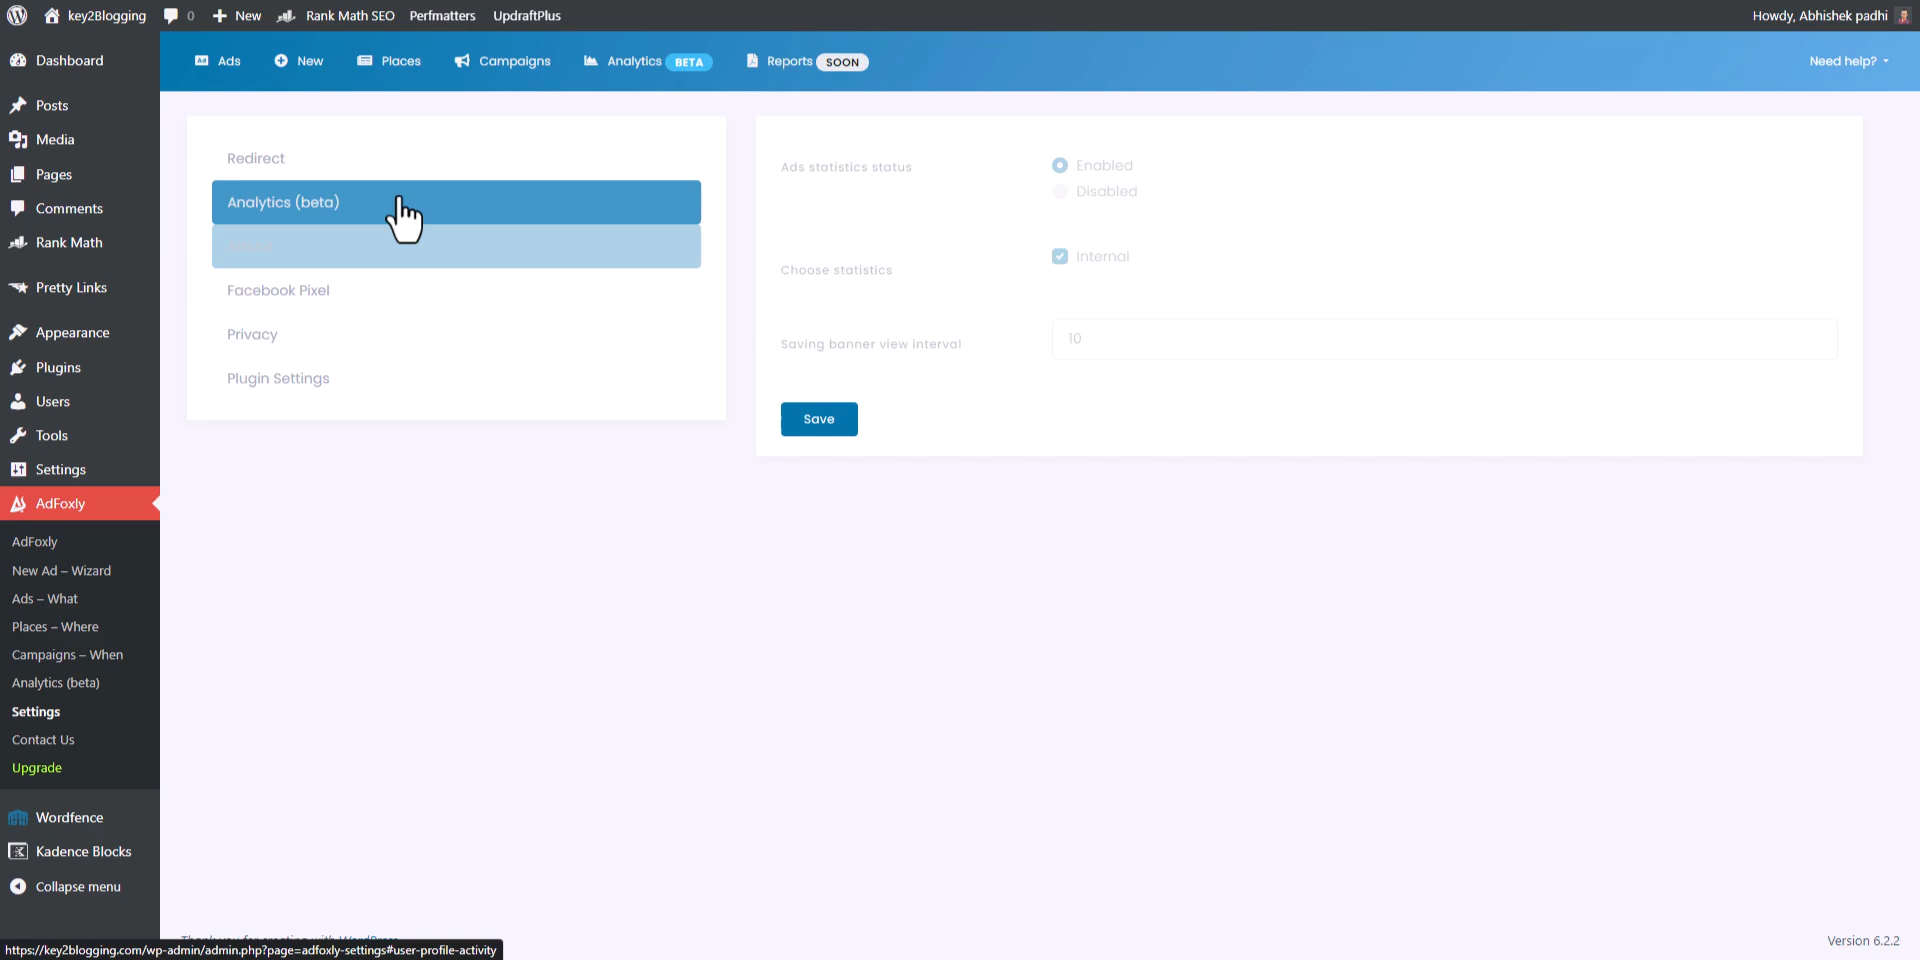 key2Blogging
0
New
Rank Math SEO
Perfmatters
UpdraftPlus
Howdy, Abhishek padhi
Dashboard
Posts
Media
Pages
Comments
Rank Math
Pretty Links
Appearance
Plugins
Users
Tools
Settings
AdFoxly
AdFoxly
New Ad – Wizard
Ads – What
Places – Where
Campaigns – When
Analytics (beta)
Settings
Contact Us
Upgrade
Wordfence
Kadence Blocks
Collapse menu
Ads
New
Places
Campaigns
Analytics BETA
Reports SOON
Need help?
Redirect
Analytics (beta)
Facebook Pixel
Privacy
Plugin Settings
Ads statistics status
Enabled
Disabled
Choose statistics
Internal
Saving banner view interval
10
Save
https://key2blogging.com/wp-admin/admin.php?page=adfoxly-settings#user-profile-activity
Version 6.2.2